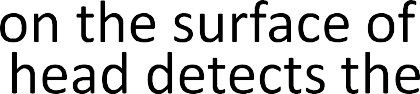 on the surface of
head detects the